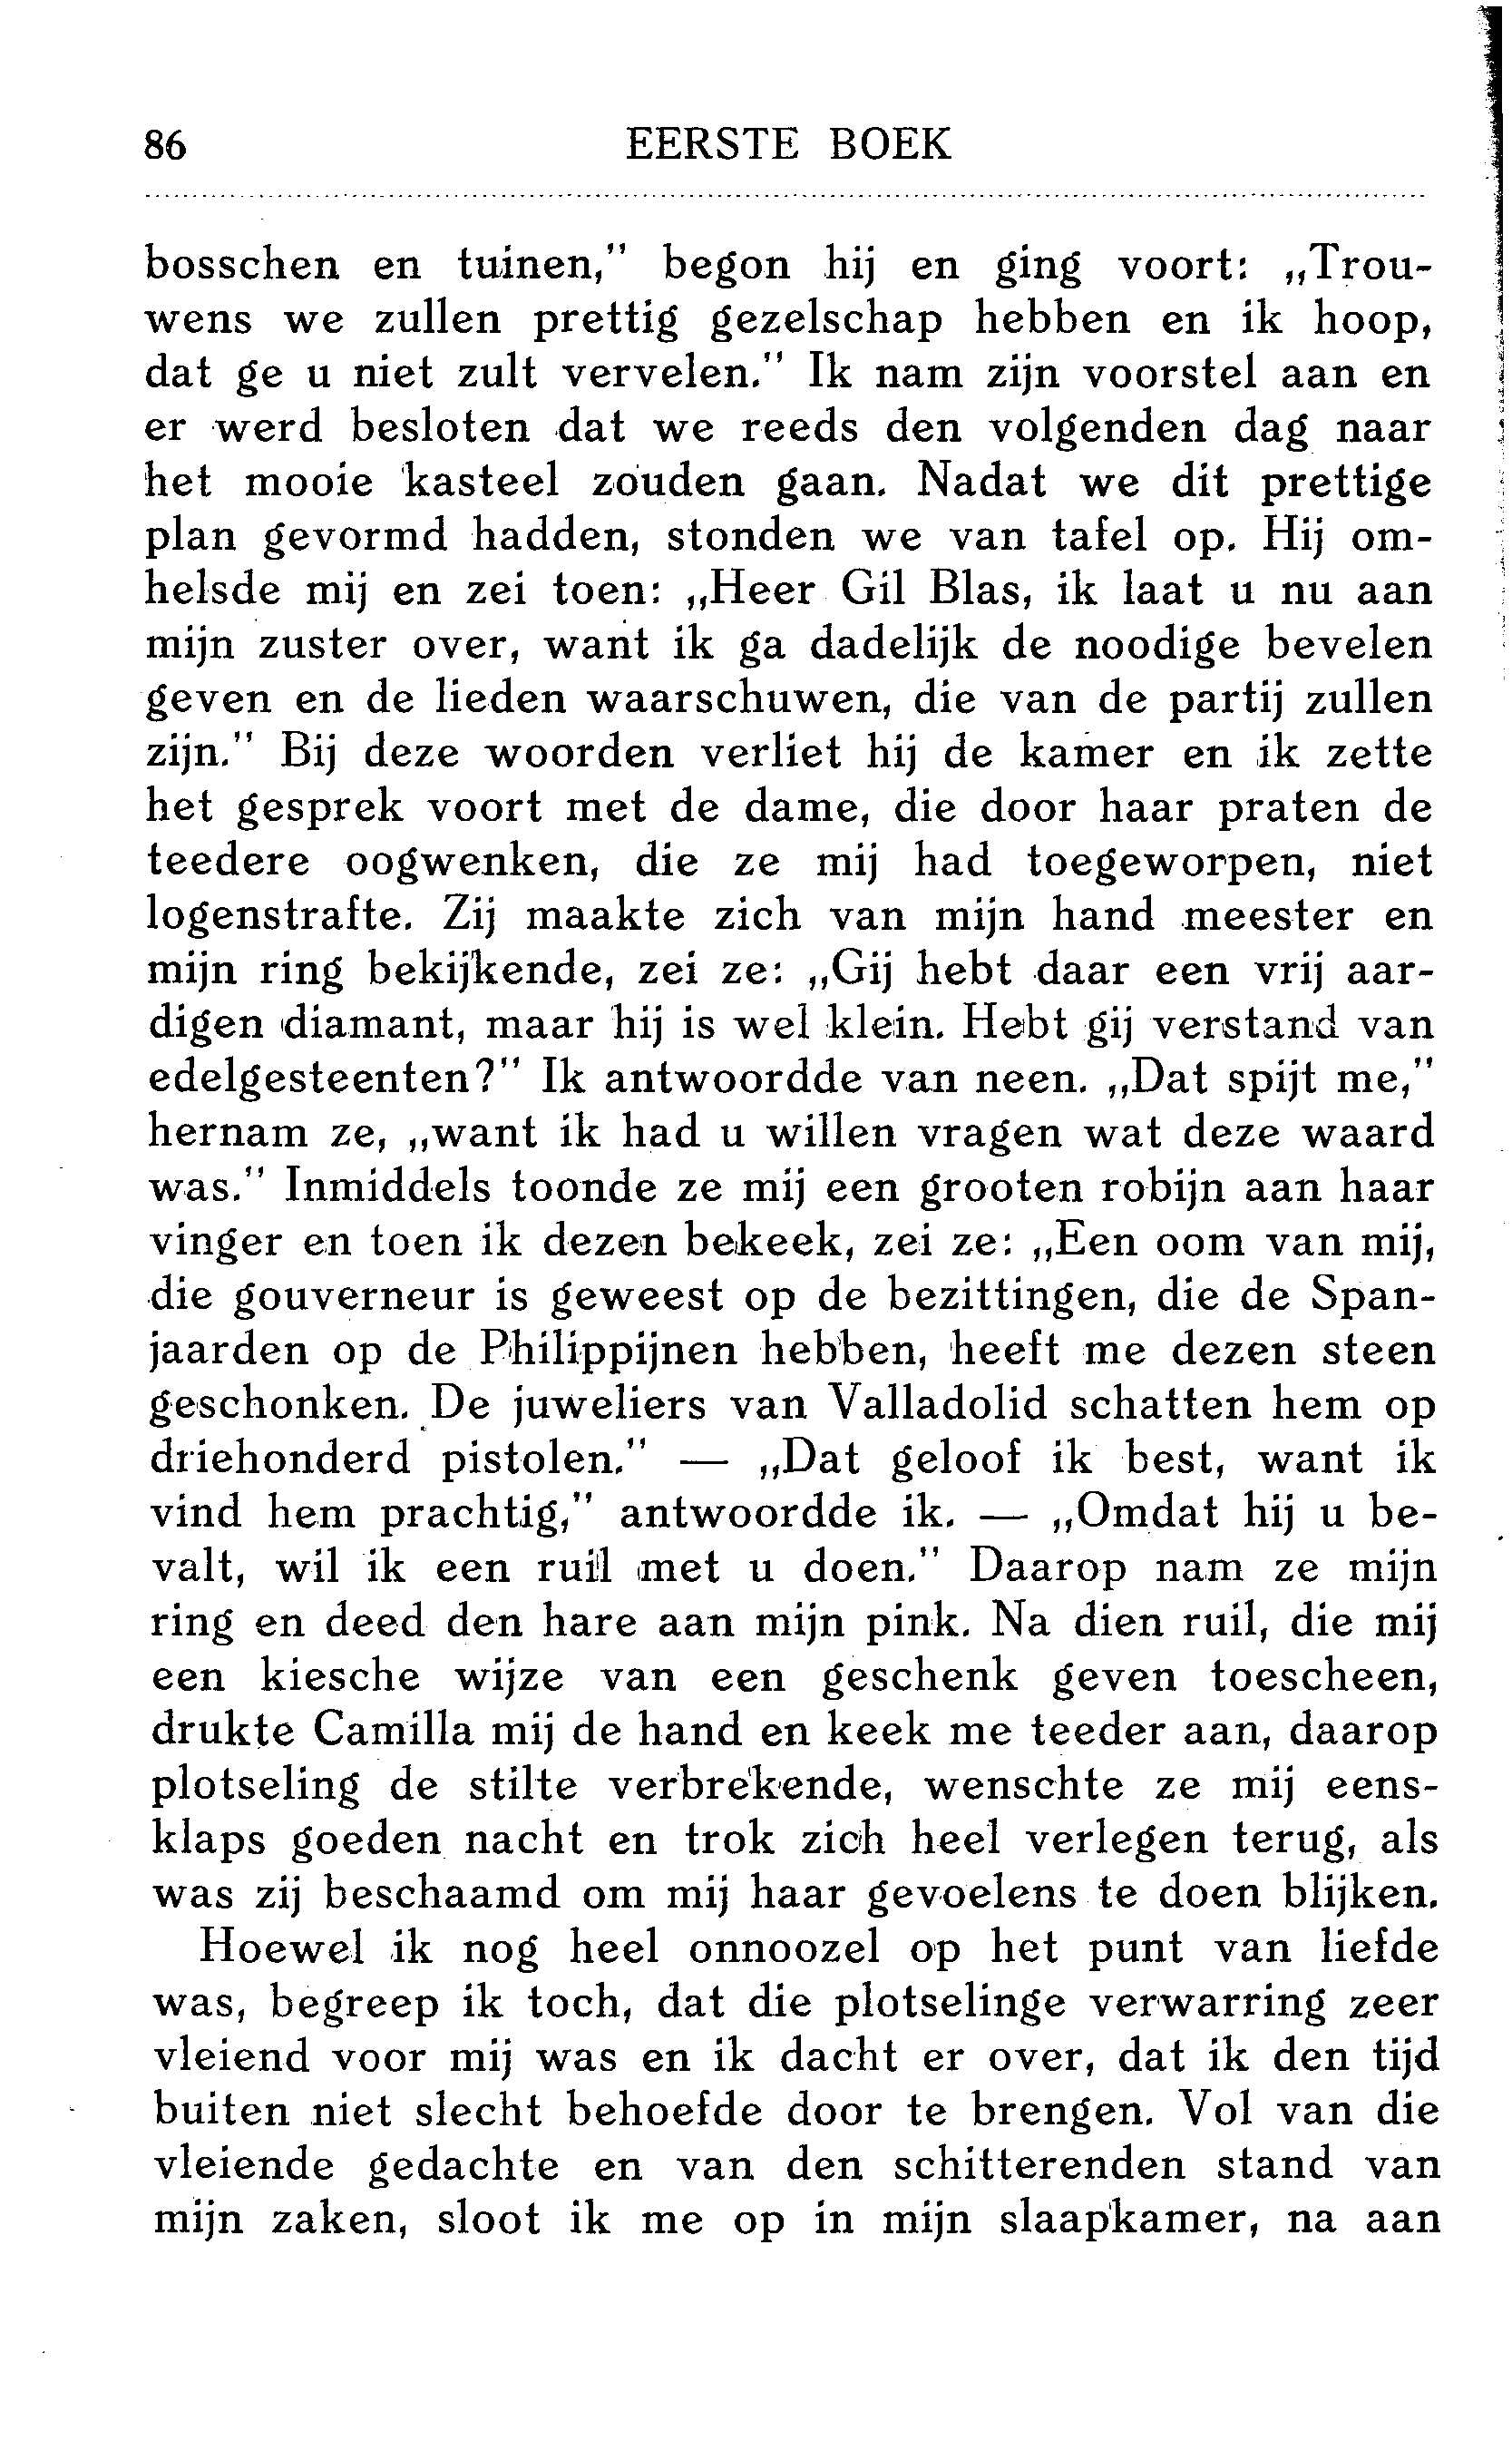 86 EERSTE BOEK
bosschen en tuinen,” begon hij en ging voort: „Trou-
wens we zullen prettig gezelschap hebben en ik hoop,
dat ge u niet zult vervelen.” Ik nam zijn voorstel aan en
er werd besloten dat we reeds den volgenden dag naar
het mooie kasteel zouden gaan. Nadat we dit prettige
plan gevormd hadden, stonden we van tafel op. Hij om-
helsde mij en zei toen: „Heer Gil Blas, ik laat u nu aan
mijn zuster over, want ik ga dadelijk de noodige bevelen
geven en de lieden waarschuwen, die van de partij zullen
zijn.” Bij deze woorden verliet hij de kamer en ik zette
het gesprek voort met de dame, die door haar praten de
teedere oogwenken, die ze mij had toegeworpen, niet
logenstrafte. Zij maakte zich van mijn hand meester en
mijn ring bekijkende, zei ze: „Gij hebt daar een vrij aar-
digen diamant, maar hij is wel klein. Hebt gij verstand van
edelgesteenten?” Ik antwoordde van neen. „Dat spijt me,”
hernam ze, „want ik had u willen vragen wat deze waard
was.” Inmiddels toonde ze mij een grooten robijn aan haar
vinger en toen ik dezen bekeek, zei ze: „Een oom van mij,
die gouverneur is geweest op de bezittingen, die de Span-
jaarden op de Philippijnen hebben, heeft me dezen steen
geschonken. De juweliers van Valladolid schatten hem op
driehonderd pistolen.” — „Dat geloof ik best, want ik
vind hem prachtig,” antwoordde ik. — „Omdat hij u be-
valt, wil ik een ruil met u doen.” Daarop nam ze mijn
ring en deed den hare aan mijn pink. Na dien ruil, die mij
een kiesche wijze van een geschenk geven toescheen,
drukte Camilla mij de hand en keek me teeder aan, daarop
plotseling de stilte verbrekende, wenschte ze mij eens-
klaps goeden nacht en trok zich heel verlegen terug, als
was zij beschaamd om mij haar gevoelens te doen blijken.
Hoewel ik nog heel onnoozel op het punt van liefde
was, begreep ik toch, dat die plotselinge verwarring zeer
vleiend voor mij was en ik dacht er over, dat ik den tijd
buiten niet slecht behoefde door te brengen. Vol van die
vleiende gedachte en van den schitterenden stand van
mijn zaken, sloot ik me op in mijn slaapkamer, na aan